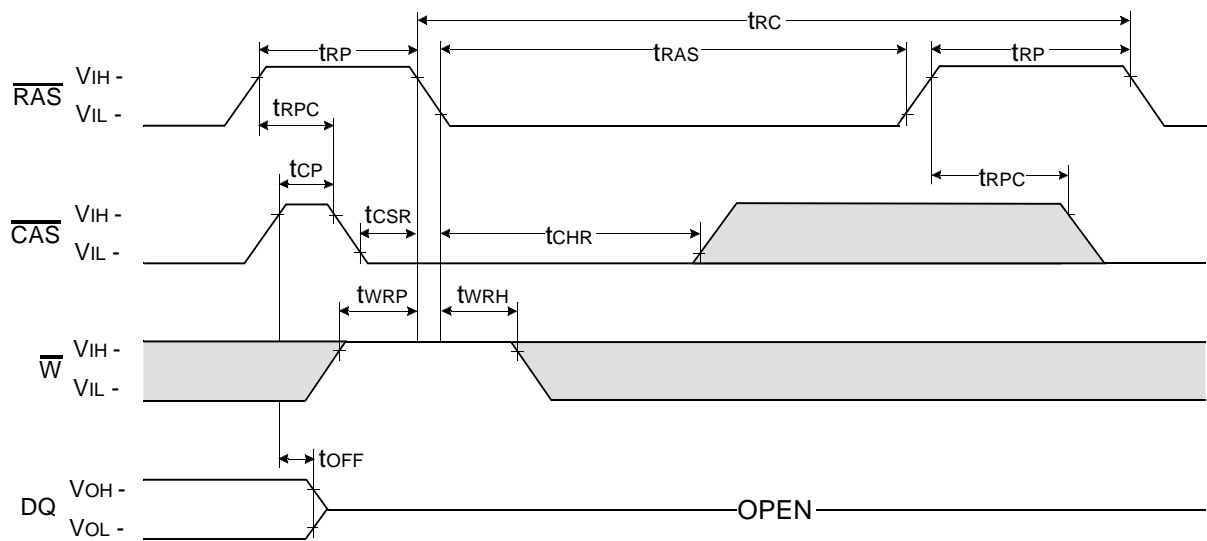 tRC
tRP tRAS tRP
RAS
VIH -
VIL -
tRPC
tCP tRPC
CAS
VIH -
VIL -
tCSR tCHR
tWRP tWRH
W
VIH -
VIL -
tOFF
DQ
VOH -
VOL -
OPEN